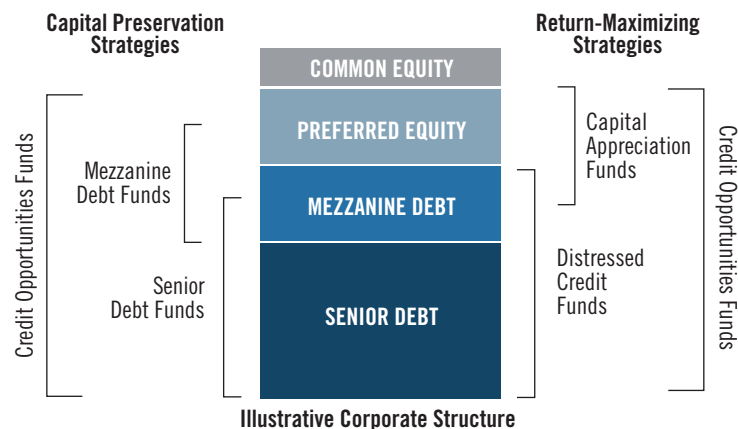 Capital Preservation
Strategies
Return-Maximizing
Strategies
COMMON EQUITY
PREFERRED EQUITY
MEZZANINE DEBT
SENIOR DEBT
Credit Opportunities Funds
Mezzanine
Debt Funds
Senior
Debt Funds
Capital
Appreciation
Funds
Distressed
Credit
Funds
Credit Opportunities Funds
Illustrative Corporate Structure